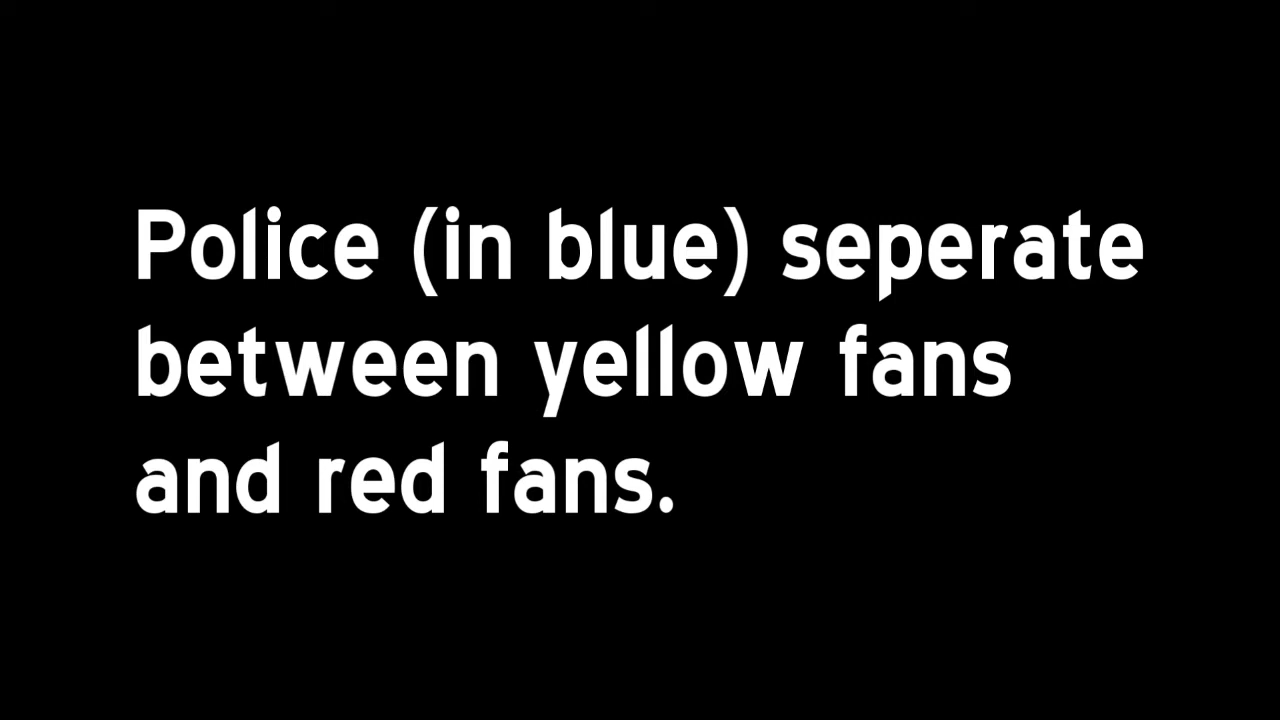 Police (in blue) seperate
between yellow fans
and red fans.